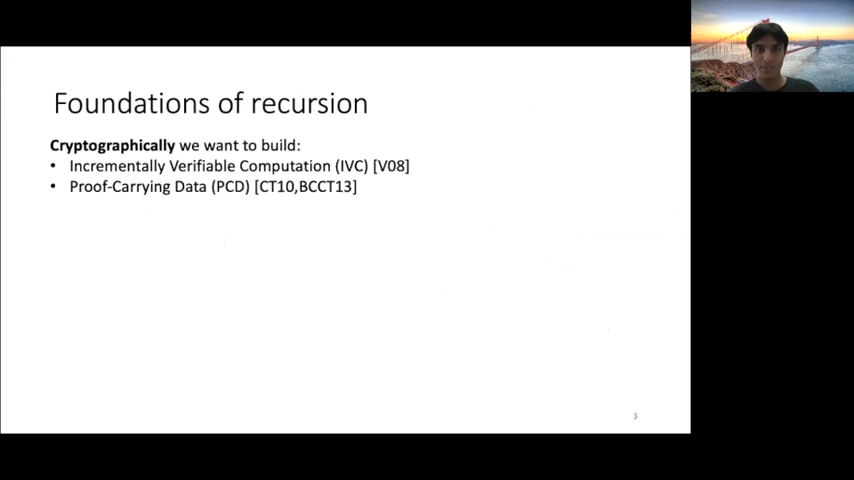 Foundations of recursion
Cryptographically we want to build:
• Incrementally Verifiable Computation (IVC) [V08]
• Proof-Carrying Data (PCD) [CT10,BCCT13]
3